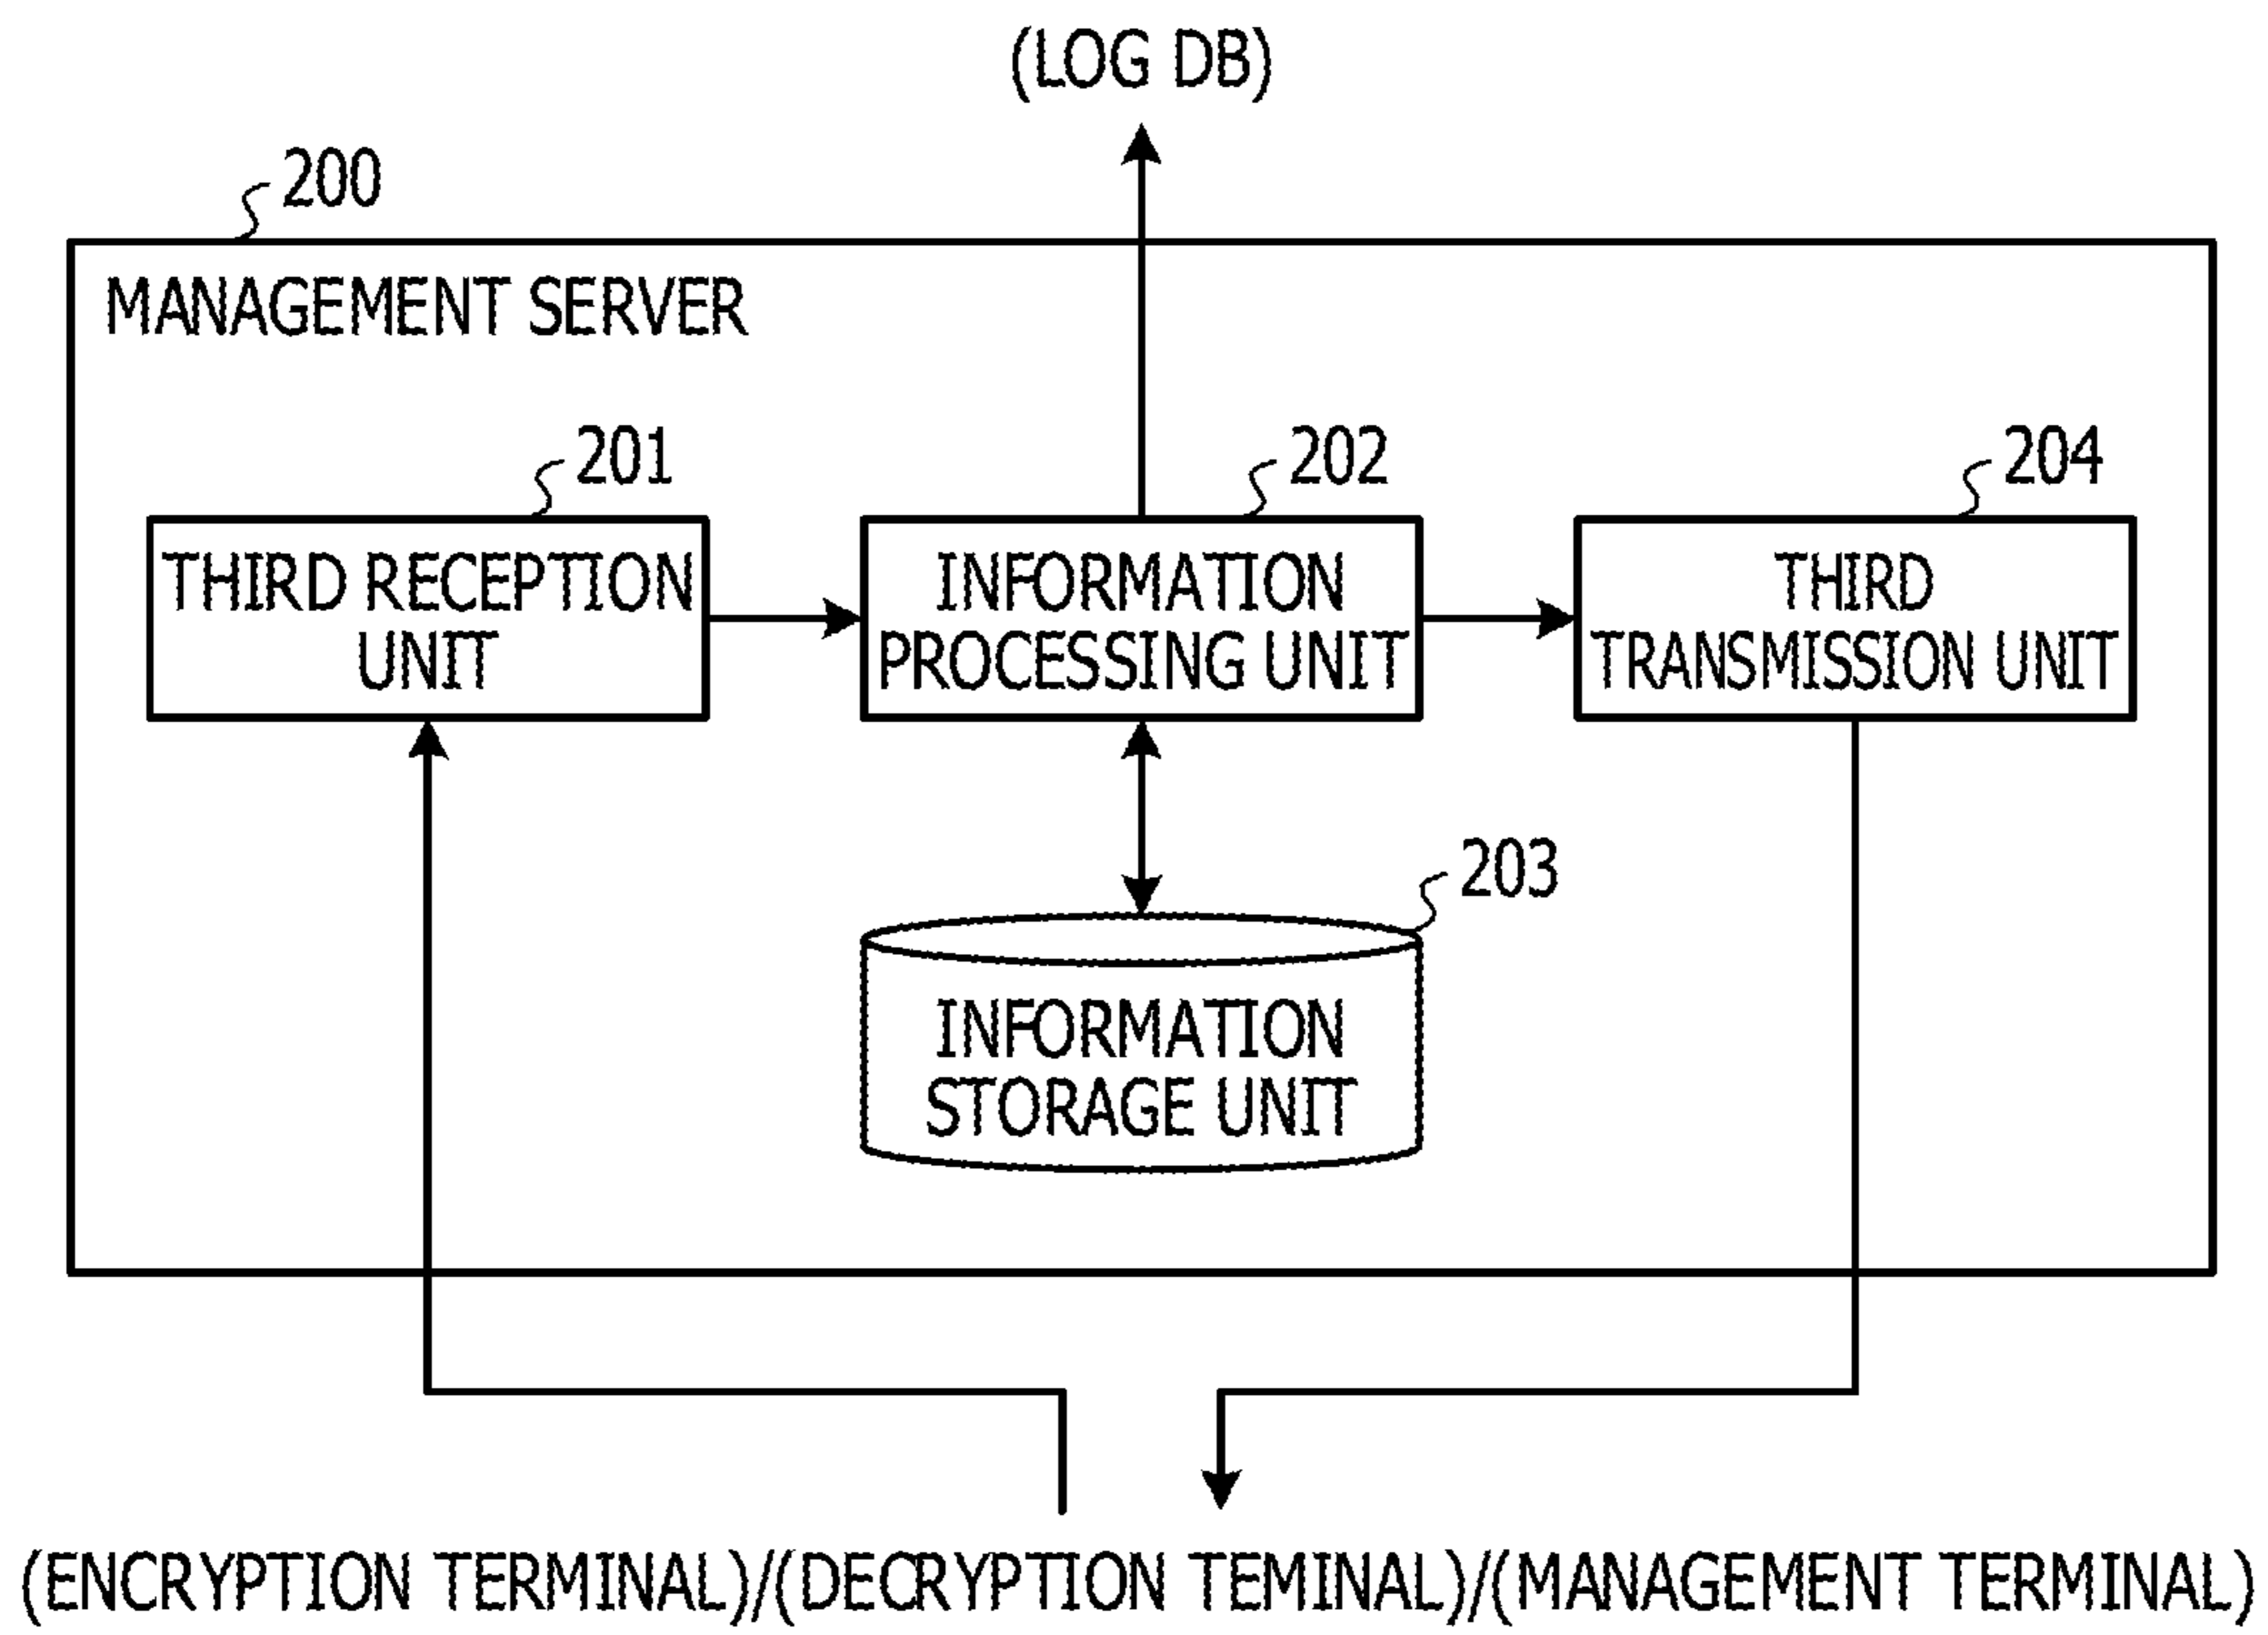 (LOG DB)
200
MANAGEMENT SERVER
201
202
204
THIRD RECEPTION
UNIT
INFORMATION
PROCESSING UNIT
THIRD
TRANSMISSION UNIT
203
INFORMATION
STORAGE UNIT
(ENCRYPTION TERMINAL)/(DECRYPTION TEMINAL)/(MANAGEMENT TERMINAL)